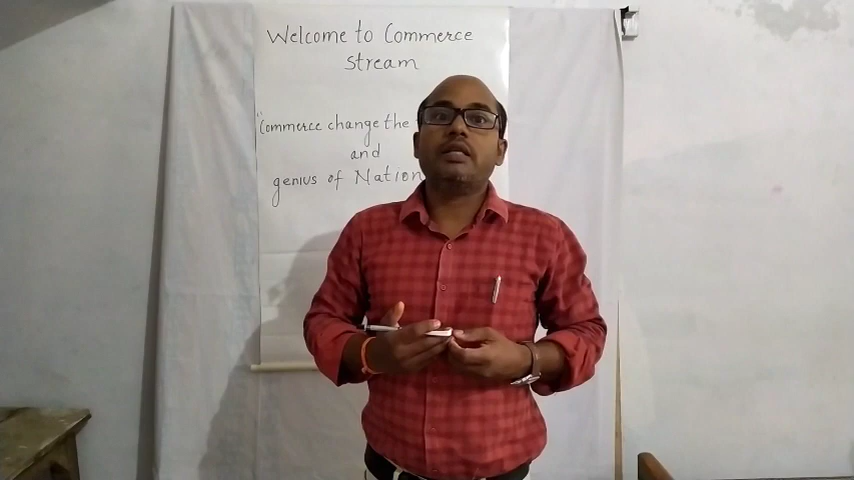 Welcome to Commerce
Stream
"Commerce change the
and
genius of Nation